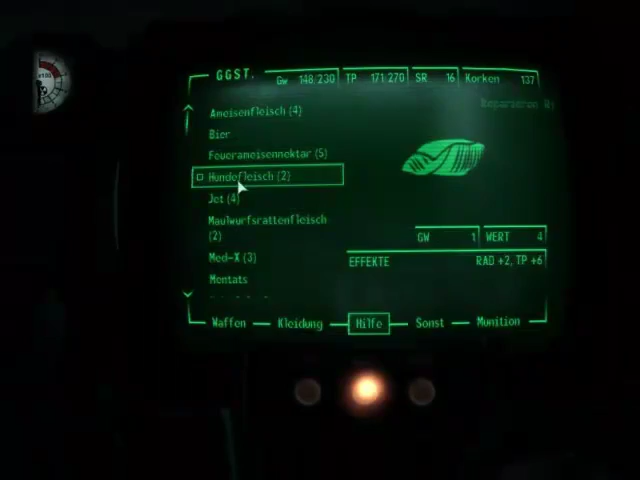 GGST.
Gw 148/230 TP 171 270 SR 16 Korken 137
Ameisenfleisch (4)
Bier
Feuerameisennektar (5)
Hundefleisch (2)
Jet (4)
Maulwurfsrattenfleisch
(2)
Med-X (3)
Mentats
GW 1 WERT 4
EFFEKTE RAD +2, TP +6
Waffen Kleidung Hilfe Sonst Munition